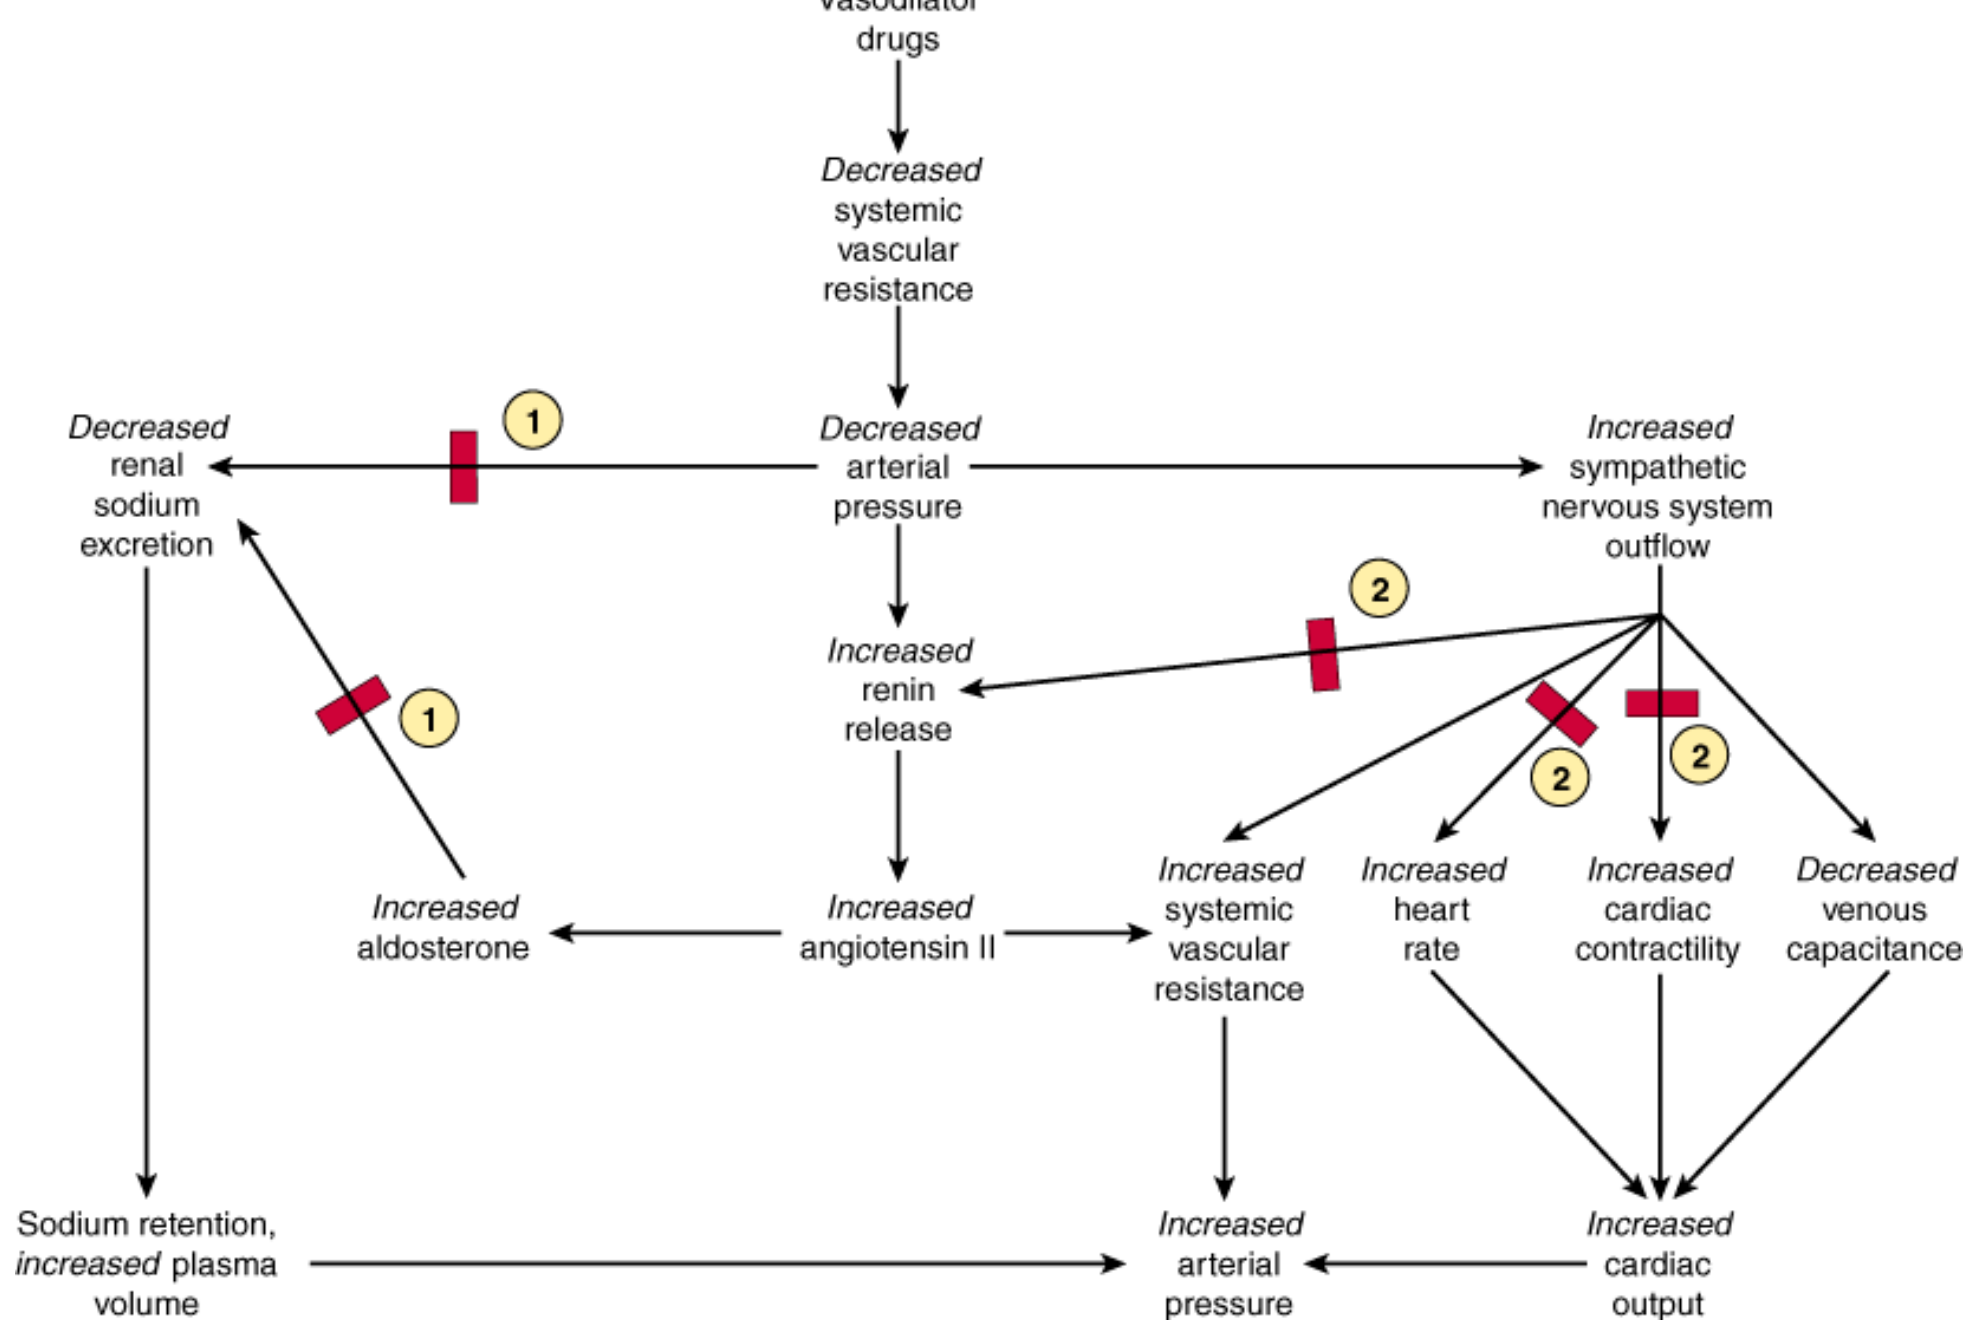 Vasodilator
drugs
Decreased
systemic
vascular
resistance
1
Decreased
renal
sodium
excretion
Decreased
arterial
pressure
Increased
sympathetic
nervous system
outflow
2
Increased
renin
release
1
2
2
Increased
aldosterone
Increased
angiotensin II
Increased
systemic
vascular
resistance
Increased
heart
rate
Increased
cardiac
contractility
Decreased
venous
capacitance
Sodium retention,
increased plasma
volume
Increased
arterial
pressure
Increased
cardiac
output